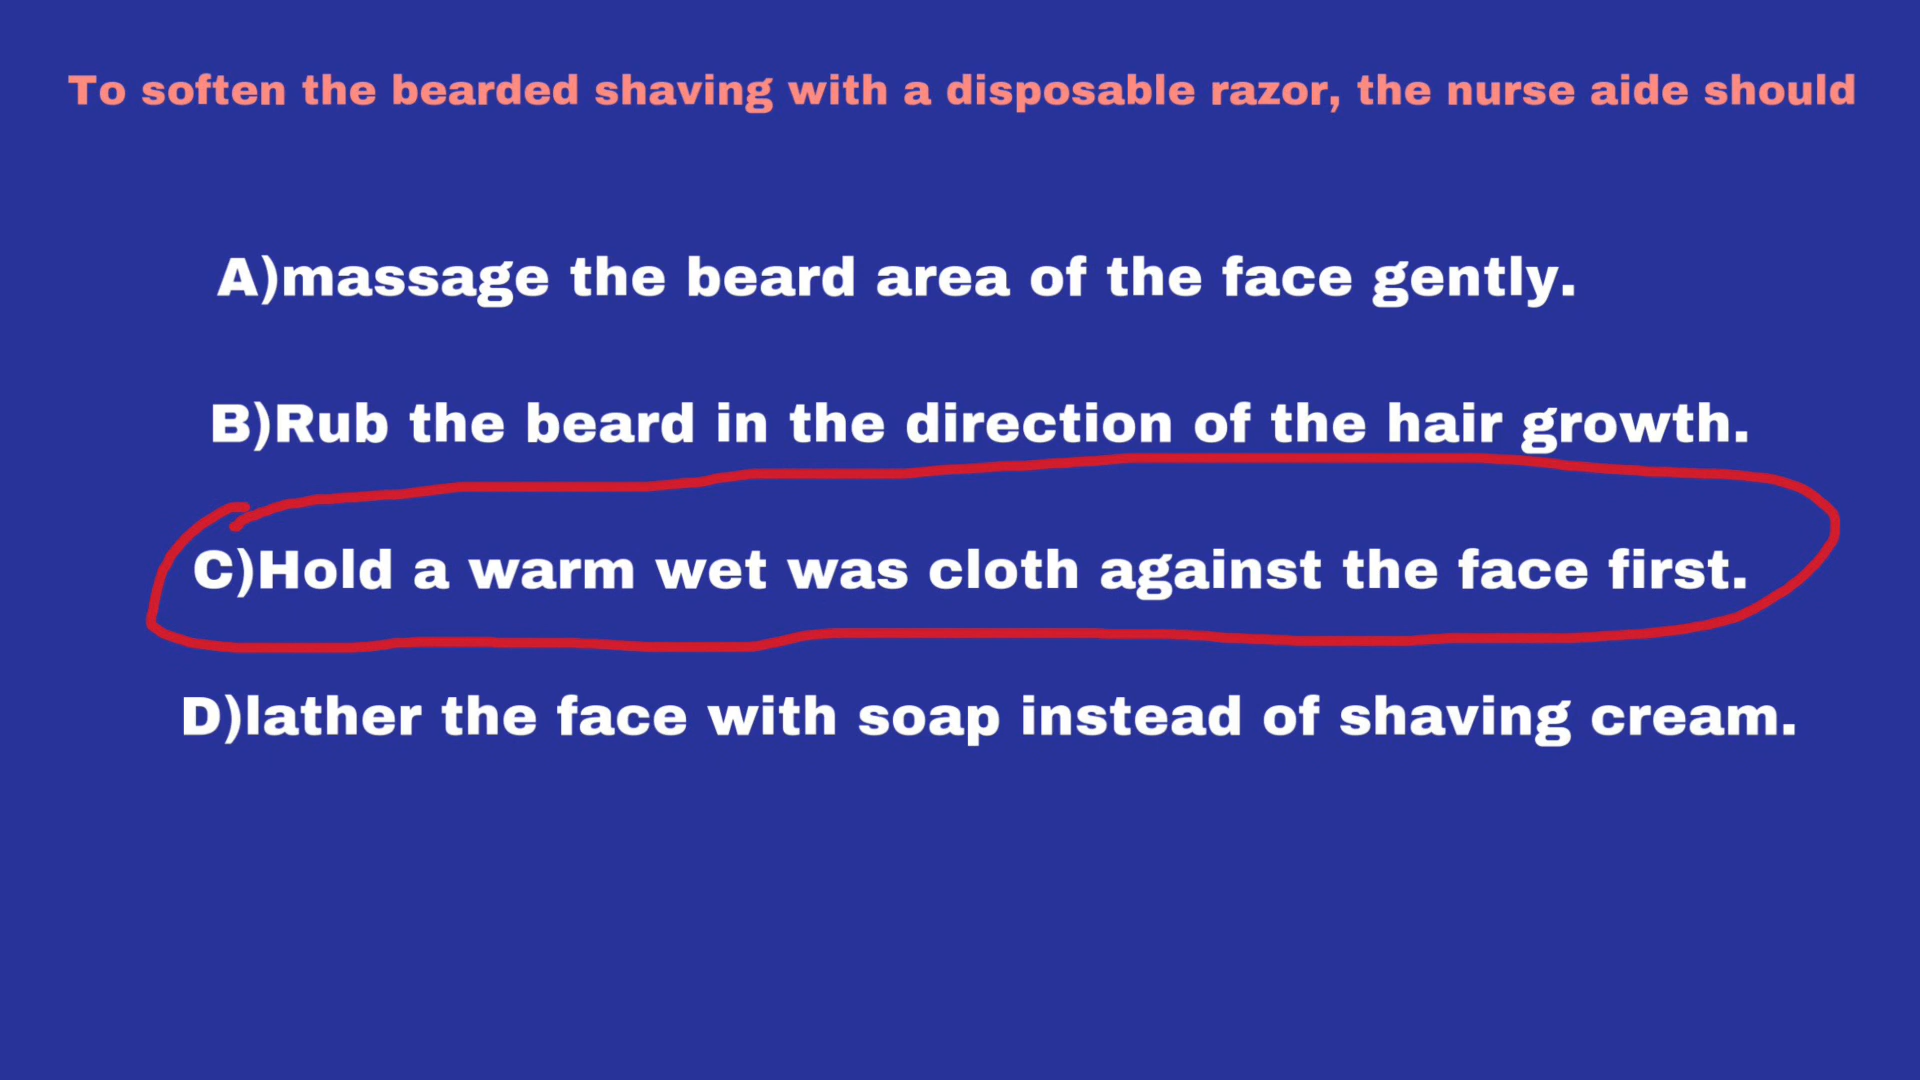 To soften the bearded shaving with a disposable razor, the nurse aide should
A)massage the beard area of the face gently.
B)Rub the beard in the direction of the hair growth.
C)Hold a warm wet was cloth against the face first.
D)lather the face with soap instead of shaving cream.